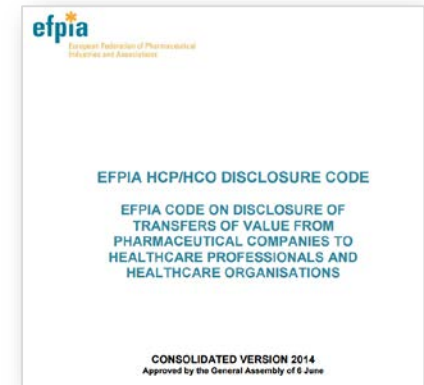 efpia
European Federation of Pharmaceutical
Industries and Associations
EFPIA HCP/HCO DISCLOSURE CODE
EFPIA CODE ON DISCLOSURE OF
TRANSFERS OF VALUE FROM
PHARMACEUTICAL COMPANIES TO
HEALTHCARE PROFESSIONALS AND
HEALTHCARE ORGANISATIONS
CONSOLIDATED VERSION 2014
Approved by the General Assembly of 6 June